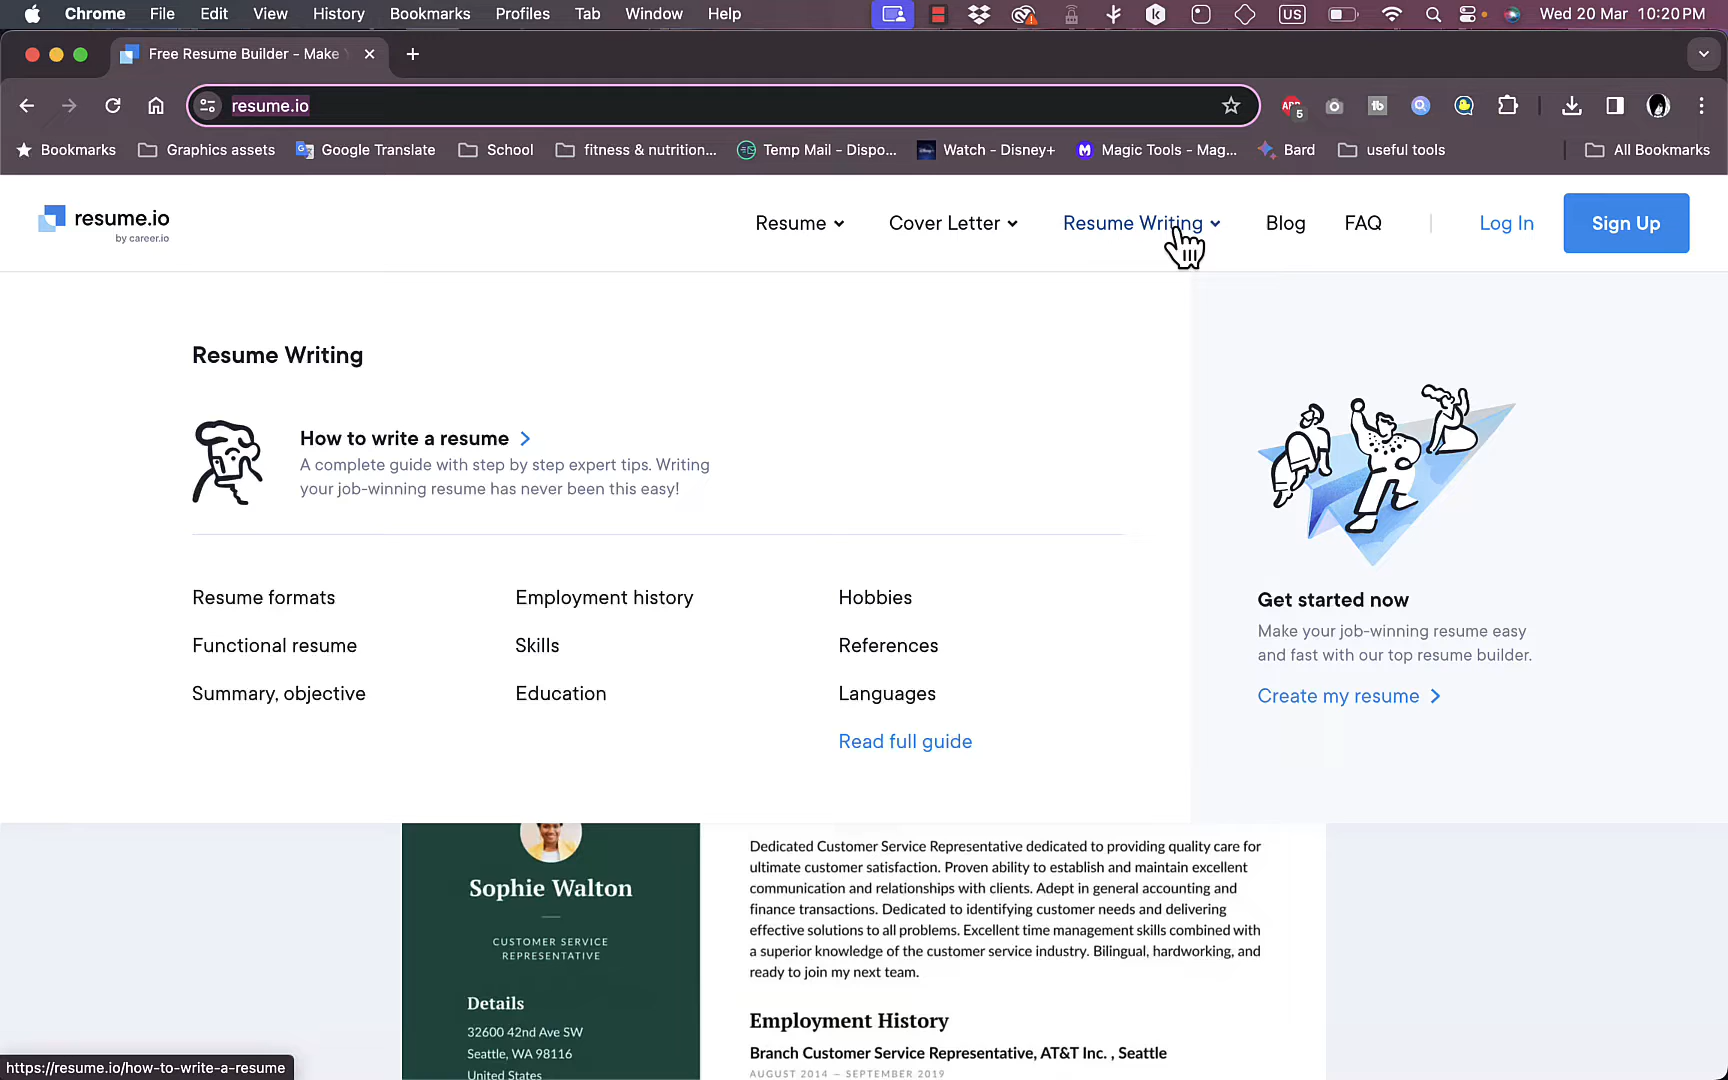 Chrome File Edit View History Bookmarks Profiles Tab Window Help US Wed 20 Mar 10:20 PM
Free Resume Builder - Make
resume.io
ABP 5
Bookmarks Graphics assets Google Translate School fitness & nutrition... Temp Mail - Dispo... Watch - Disney+ Magic Tools - Mag... Bard useful tools All Bookmarks
resume.io
by career.io
Resume Cover Letter Resume Writing Blog FAQ Log In Sign Up
Resume Writing
How to write a resume
A complete guide with step by step expert tips. Writing
your job-winning resume has never been this easy!
Resume formats
Functional resume
Summary, objective
Employment history
Skills
Education
Hobbies
References
Languages
Read full guide
Get started now
Make your job-winning resume easy
and fast with our top resume builder.
Create my resume
Sophie Walton
CUSTOMER SERVICE
REPRESENTATIVE
Details
32600 42nd Ave SW
Seattle, WA 98116
United States
Dedicated Customer Service Representative dedicated to providing quality care for
ultimate customer satisfaction. Proven ability to establish and maintain excellent
communication and relationships with clients. Adept in general accounting and
finance transactions. Dedicated to identifying customer needs and delivering
effective solutions to all problems. Excellent time management skills combined with
a superior knowledge of the customer service industry. Bilingual, hardworking, and
ready to join my next team.
Employment History
Branch Customer Service Representative, AT&T Inc. , Seattle
AUGUST 2014 — SEPTEMBER 2019
https://resume.io/how-to-write-a-resume